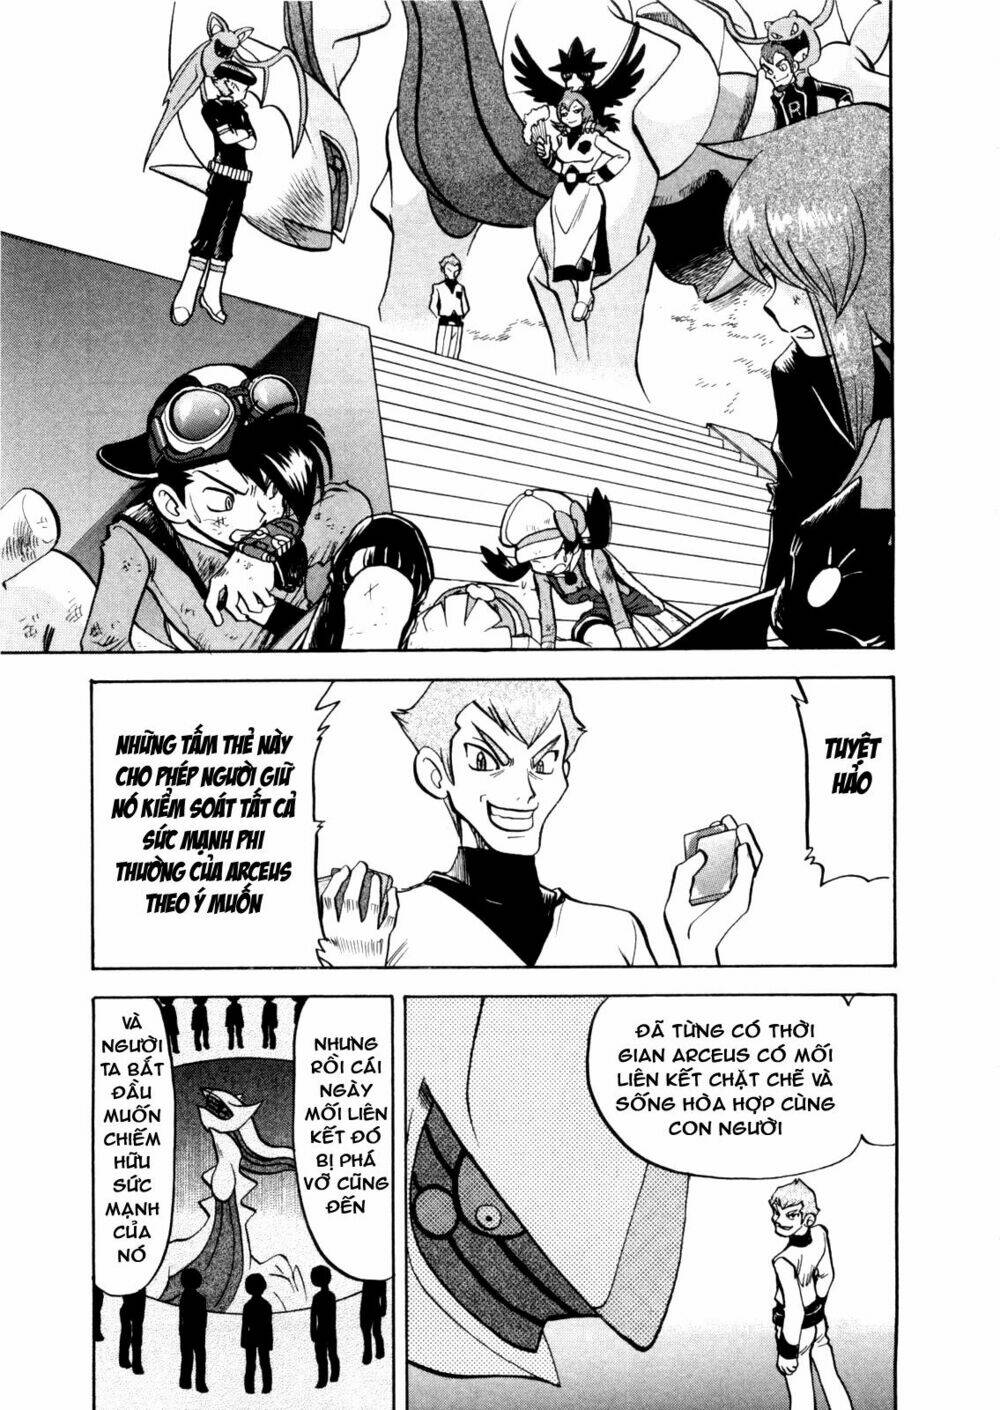 TUYỆT
HẢO
NHỮNG TẤM THẺ NÀY
CHO PHÉP NGƯỜI GIỮ
NÓ KIỂM SOÁT TẤT CẢ
SỨC MẠNH PHI
THƯỜNG CỦA ARCEUS
THEO Ý MUỐN
ĐÃ TỪNG CÓ THỜI
GIAN ARCEUS CÓ MỐI
LIÊN KẾT CHẶT CHẼ VÀ
SỐNG HÒA HỢP CÙNG
CON NGƯỜI
NHƯNG
RỒI CÁI
NGÀY
MỐI LIÊN
KẾT ĐÓ
BỊ PHÁ
VỠ CŨNG
ĐẾN
VÀ
NGƯỜI
TA BẮT
ĐẦU
MUỐN
CHIẾM
HỮU
SỨC
MẠNH
CỦA
NÓ
R